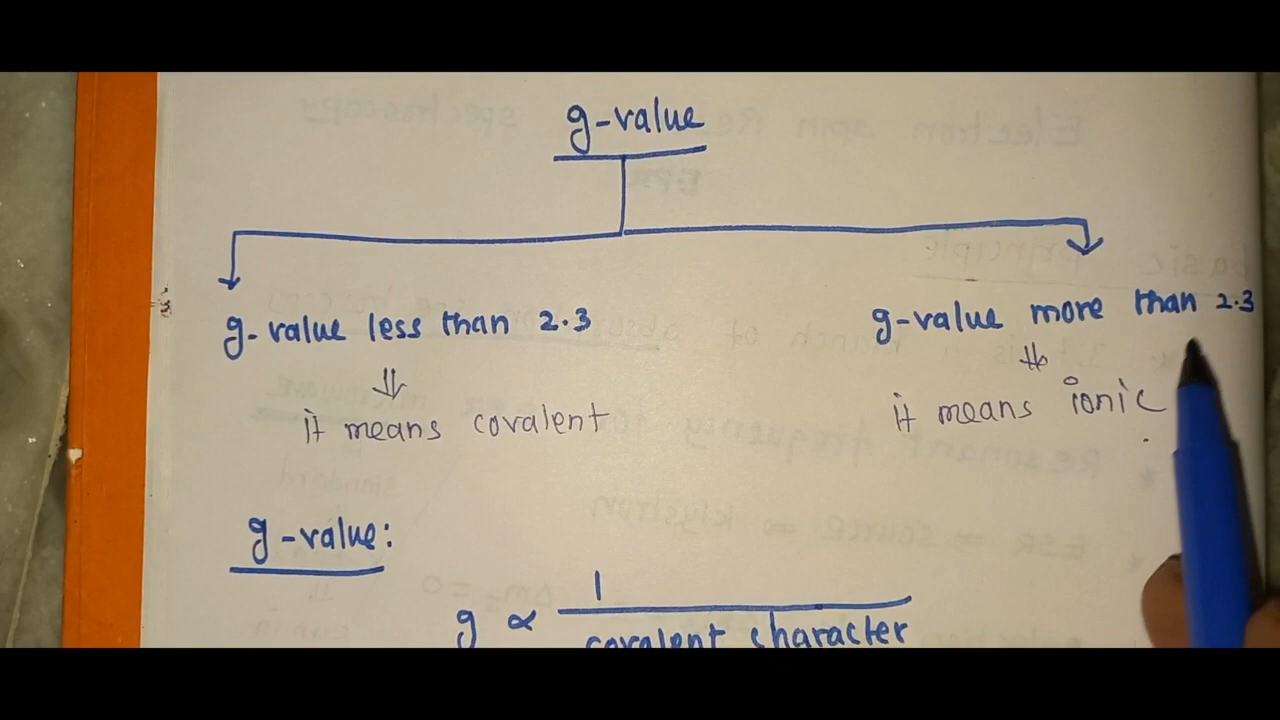 g-value
g-value less than 2.3
g-value more than 2.3
⇓
⇓
it means covalent
it means ionic
g-value:
g ∝ 1
covalent character